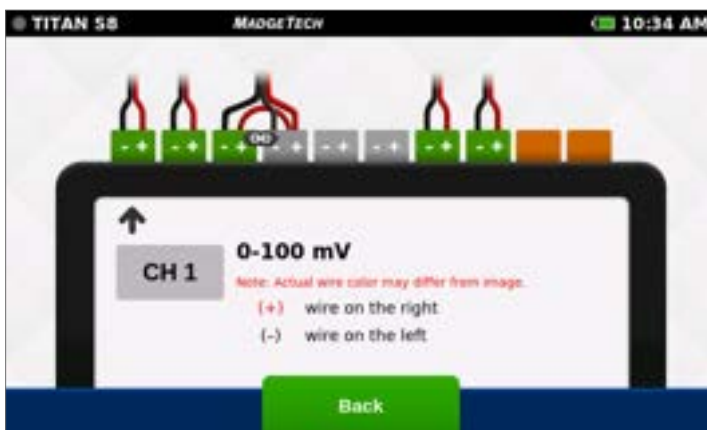 TITAN S8 MADGETECH 10:34 AM
- + - + - + - + - + - + - + - +
CH 1
0-100 mV
Note: Actual wire color may differ from image.
(+) wire on the right
(-) wire on the left
Back